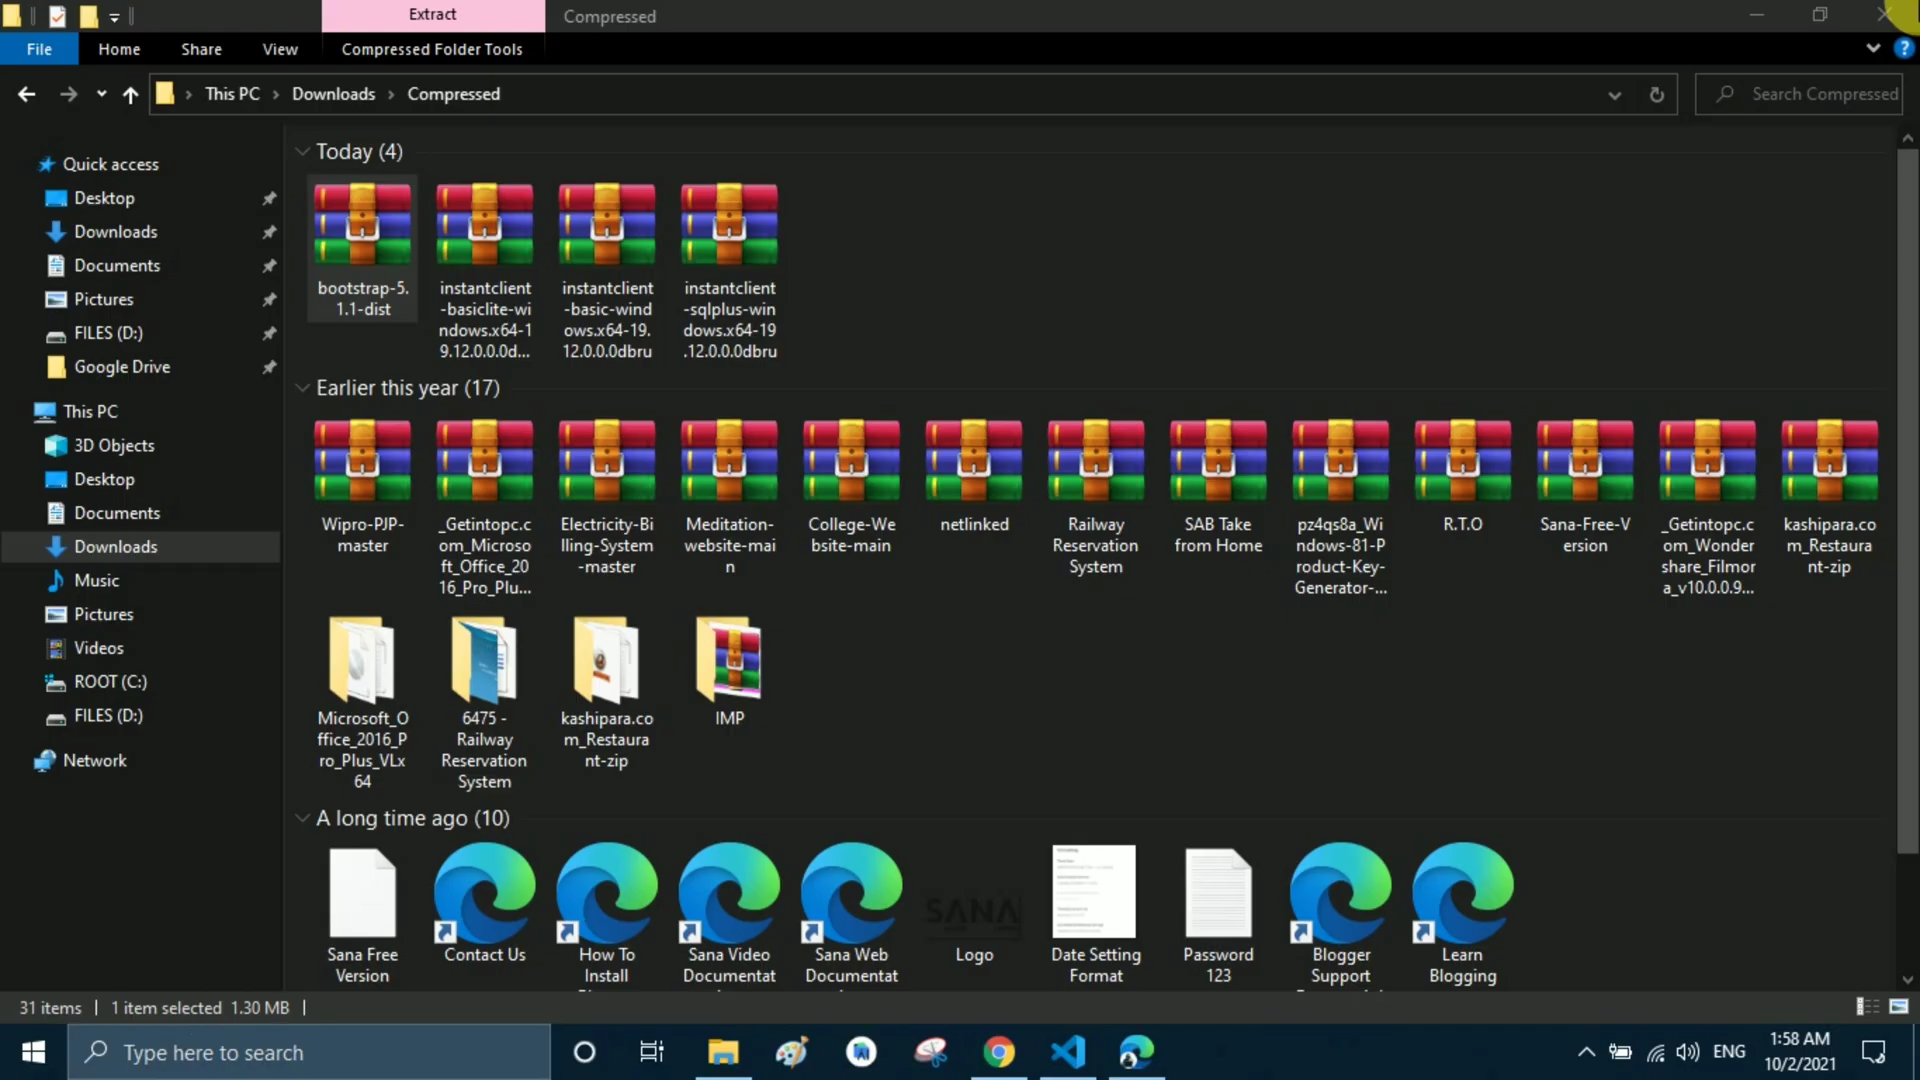 Extract
Compressed
File
Home
Share
View
Compressed Folder Tools
This PC
Downloads
Compressed
Search Compressed
Quick access
Desktop
Downloads
Documents
Pictures
FILES (D:)
Google Drive
This PC
3D Objects
Desktop
Documents
Downloads
Music
Pictures
Videos
ROOT (C:)
FILES (D:)
Network
Today (4)
bootstrap-5.
1.1-dist
instantclient
-basiclite-wi
ndows.x64-1
9.12.0.0.0d...
instantclient
-basic-wind
ows.x64-19.
12.0.0.0dbru
instantclient
-sqlplus-win
dows.x64-19
.12.0.0.0dbru
Earlier this year (17)
Wipro-PJP-
master
_Getintopc.c
om_Microso
ft_Office_20
16_Pro_Plu...
Electricity-Bi
lling-System
-master
Meditation-
website-mai
n
College-We
bsite-main
netlinked
Railway
Reservation
System
SAB Take
from Home
pz4qs8a_Wi
ndows-81-P
roduct-Key-
Generator-...
R.T.O
Sana-Free-V
ersion
_Getintopc.c
om_Wonder
share_Filmor
a_v10.0.0.9...
kashipara.co
m_Restaura
nt-zip
Microsoft_O
ffice_2016_P
ro_Plus_VLx
64
6475 -
Railway
Reservation
System
kashipara.co
m_Restaura
nt-zip
IMP
A long time ago (10)
Sana Free
Version
Contact Us
How To
Install
Sana Video
Documentat
Sana Web
Documentat
SANA
Logo
Date Setting
Format
Password
123
Blogger
Support
Learn
Blogging
31 items
1 item selected 1.30 MB
Type here to search
ENG
1:58 AM
10/2/2021